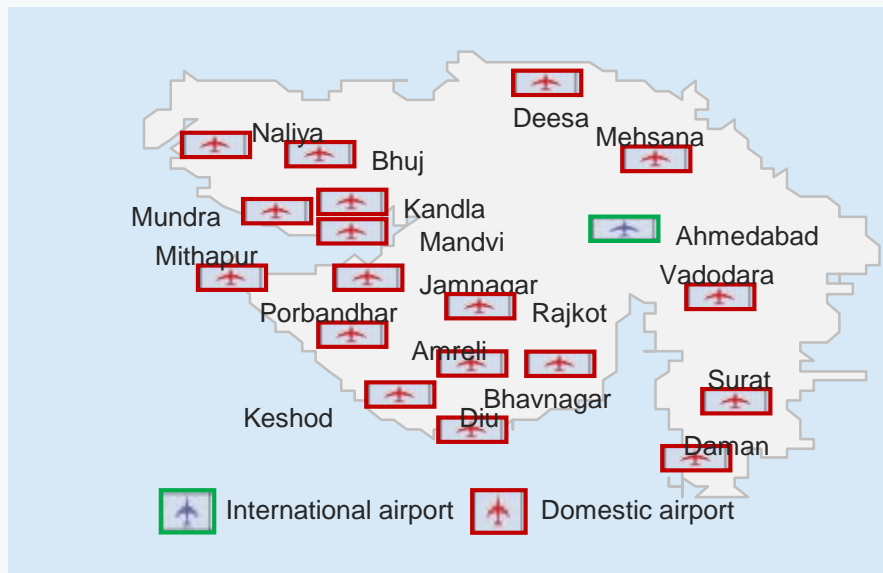 Deesa
Naliya
Mehsana
Bhuj
Kandla
Mundra
Mandvi
Ahmedabad
Mithapur
Vadodara
Jamnagar
Porbandhar
Rajkot
Amreli
Surat
Bhavnagar
Keshod
Diu
Daman
International airport
Domestic airport